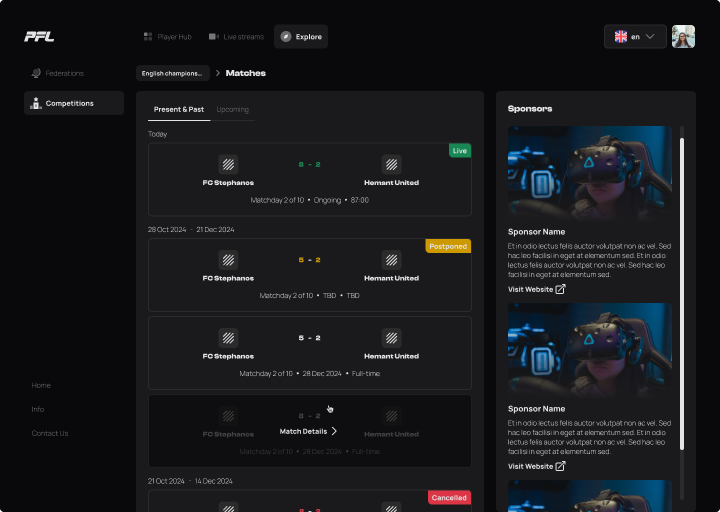 PFL
Player Hub
Live streams
Explore
en
Federations
Competitions
Home
Info
Contact Us
English champions...
Matches
Present & Past
Upcoming
Today
Live
8 - 2
FC Stephanos
Hemant United
Matchday 2 of 10 • Ongoing • 87:00
28 Oct 2024 - 21 Dec 2024
Postponed
5 - 2
FC Stephanos
Hemant United
Matchday 2 of 10 • TBD • TBD
5 - 2
FC Stephanos
Hemant United
Matchday 2 of 10 • 28 Dec 2024 • Full-time
8 - 2
FC Stephanos
Match Details
Hemant United
Matchday 2 of 10 • 28 Dec 2024 • Full-time
21 Oct 2024 - 14 Dec 2024
Cancelled
Sponsors
Sponsor Name
Et in odio lectus felis auctor volutpat non ac vel. Sed
hac leo facilisi in eget at elementum sed. Et in odio
lectus felis auctor volutpat non ac vel. Sed hac leo
facilisi in eget at elementum sed.
Visit Website
Sponsor Name
Et in odio lectus felis auctor volutpat non ac vel. Sed
hac leo facilisi in eget at elementum sed. Et in odio
lectus felis auctor volutpat non ac vel. Sed hac leo
facilisi in eget at elementum sed.
Visit Website